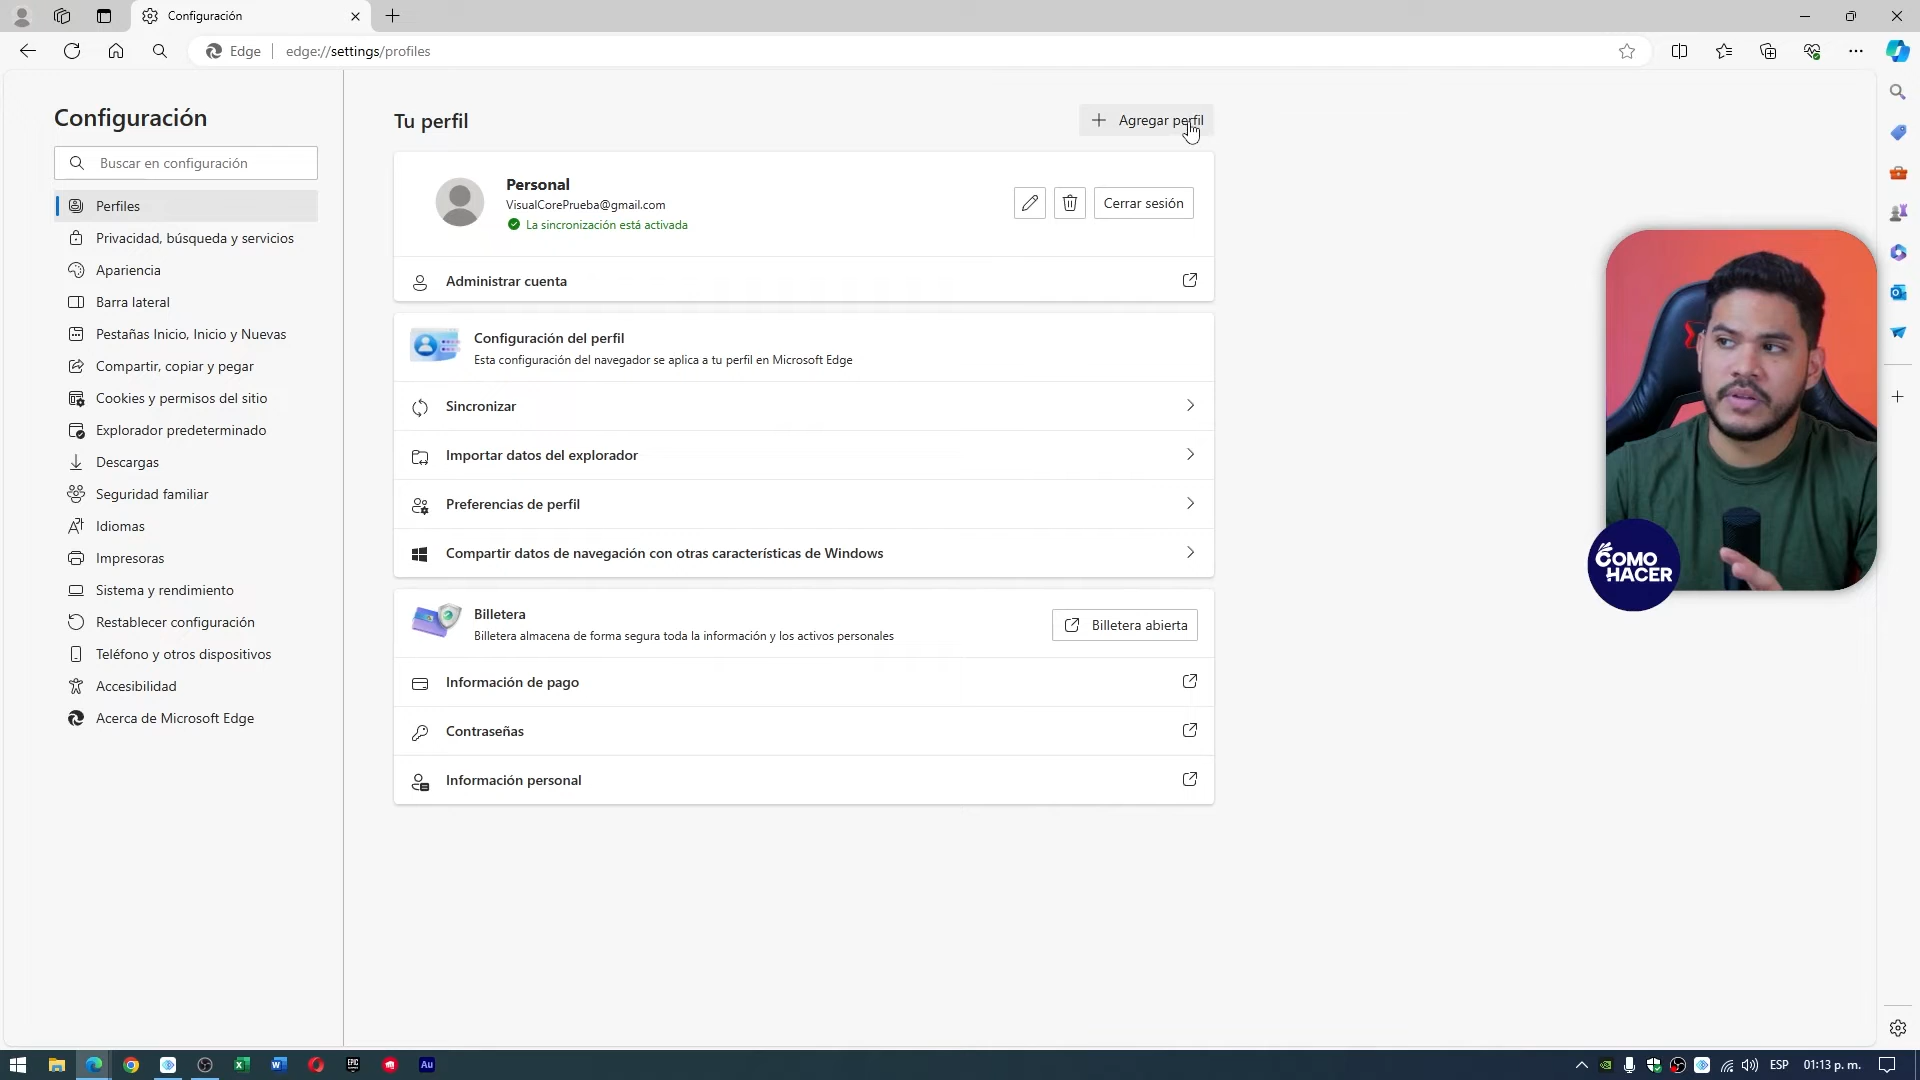 Configuración
Edge
edge://settings/profiles
Configuración
Buscar en configuración
Perfiles
Privacidad, búsqueda y servicios
Apariencia
Barra lateral
Pestañas Inicio, Inicio y Nuevas
Compartir, copiar y pegar
Cookies y permisos del sitio
Explorador predeterminado
Descargas
Seguridad familiar
Idiomas
Impresoras
Sistema y rendimiento
Restablecer configuración
Teléfono y otros dispositivos
Accesibilidad
Acerca de Microsoft Edge
Tu perfil
Agregar perfil
Personal
VisualCorePrueba@gmail.com
La sincronización está activada
Cerrar sesión
Administrar cuenta
Configuración del perfil
Esta configuración del navegador se aplica a tu perfil en Microsoft Edge
Sincronizar
Importar datos del explorador
Preferencias de perfil
Compartir datos de navegación con otras características de Windows
Billetera
Billetera almacena de forma segura toda la información y los activos personales
Billetera abierta
Información de pago
Contraseñas
Información personal
COMO
HACER
EPIC
Au
ESP
01:13 p. m.